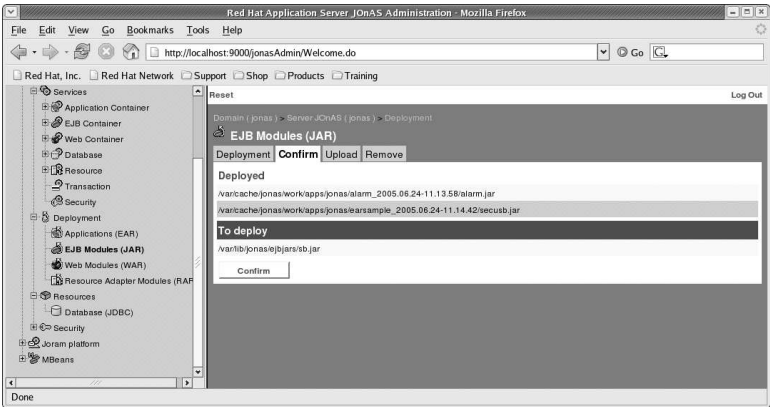 Red Hat Application Server JOnAS Administration - Mozilla Firefox
File Edit View Go Bookmarks Tools Help
http://localhost:9000/jonasAdmin/Welcome.do
Go
Red Hat, Inc. Red Hat Network Support Shop Products Training
Services
Application Container
EJB Container
Web Container
Database
Resource
Transaction
Security
Deployment
Applications (EAR)
EJB Modules (JAR)
Web Modules (WAR)
Resource Adapter Modules (RAR
Resources
Database (JDBC)
Security
Joram platform
MBeans
Reset Log Out
Domain ( jonas ) > Server JOnAS ( jonas ) > Deployment
EJB Modules (JAR)
Deployment Confirm Upload Remove
Deployed
/var/cache/jonas/work/apps/jonas/alarm_2005.06.24-11.13.58/alarm.jar
/var/cache/jonas/work/apps/jonas/earsample_2005.06.24-11.14.42/secusb.jar
To deploy
/var/lib/jonas/ejbjars/sb.jar
Confirm
Done